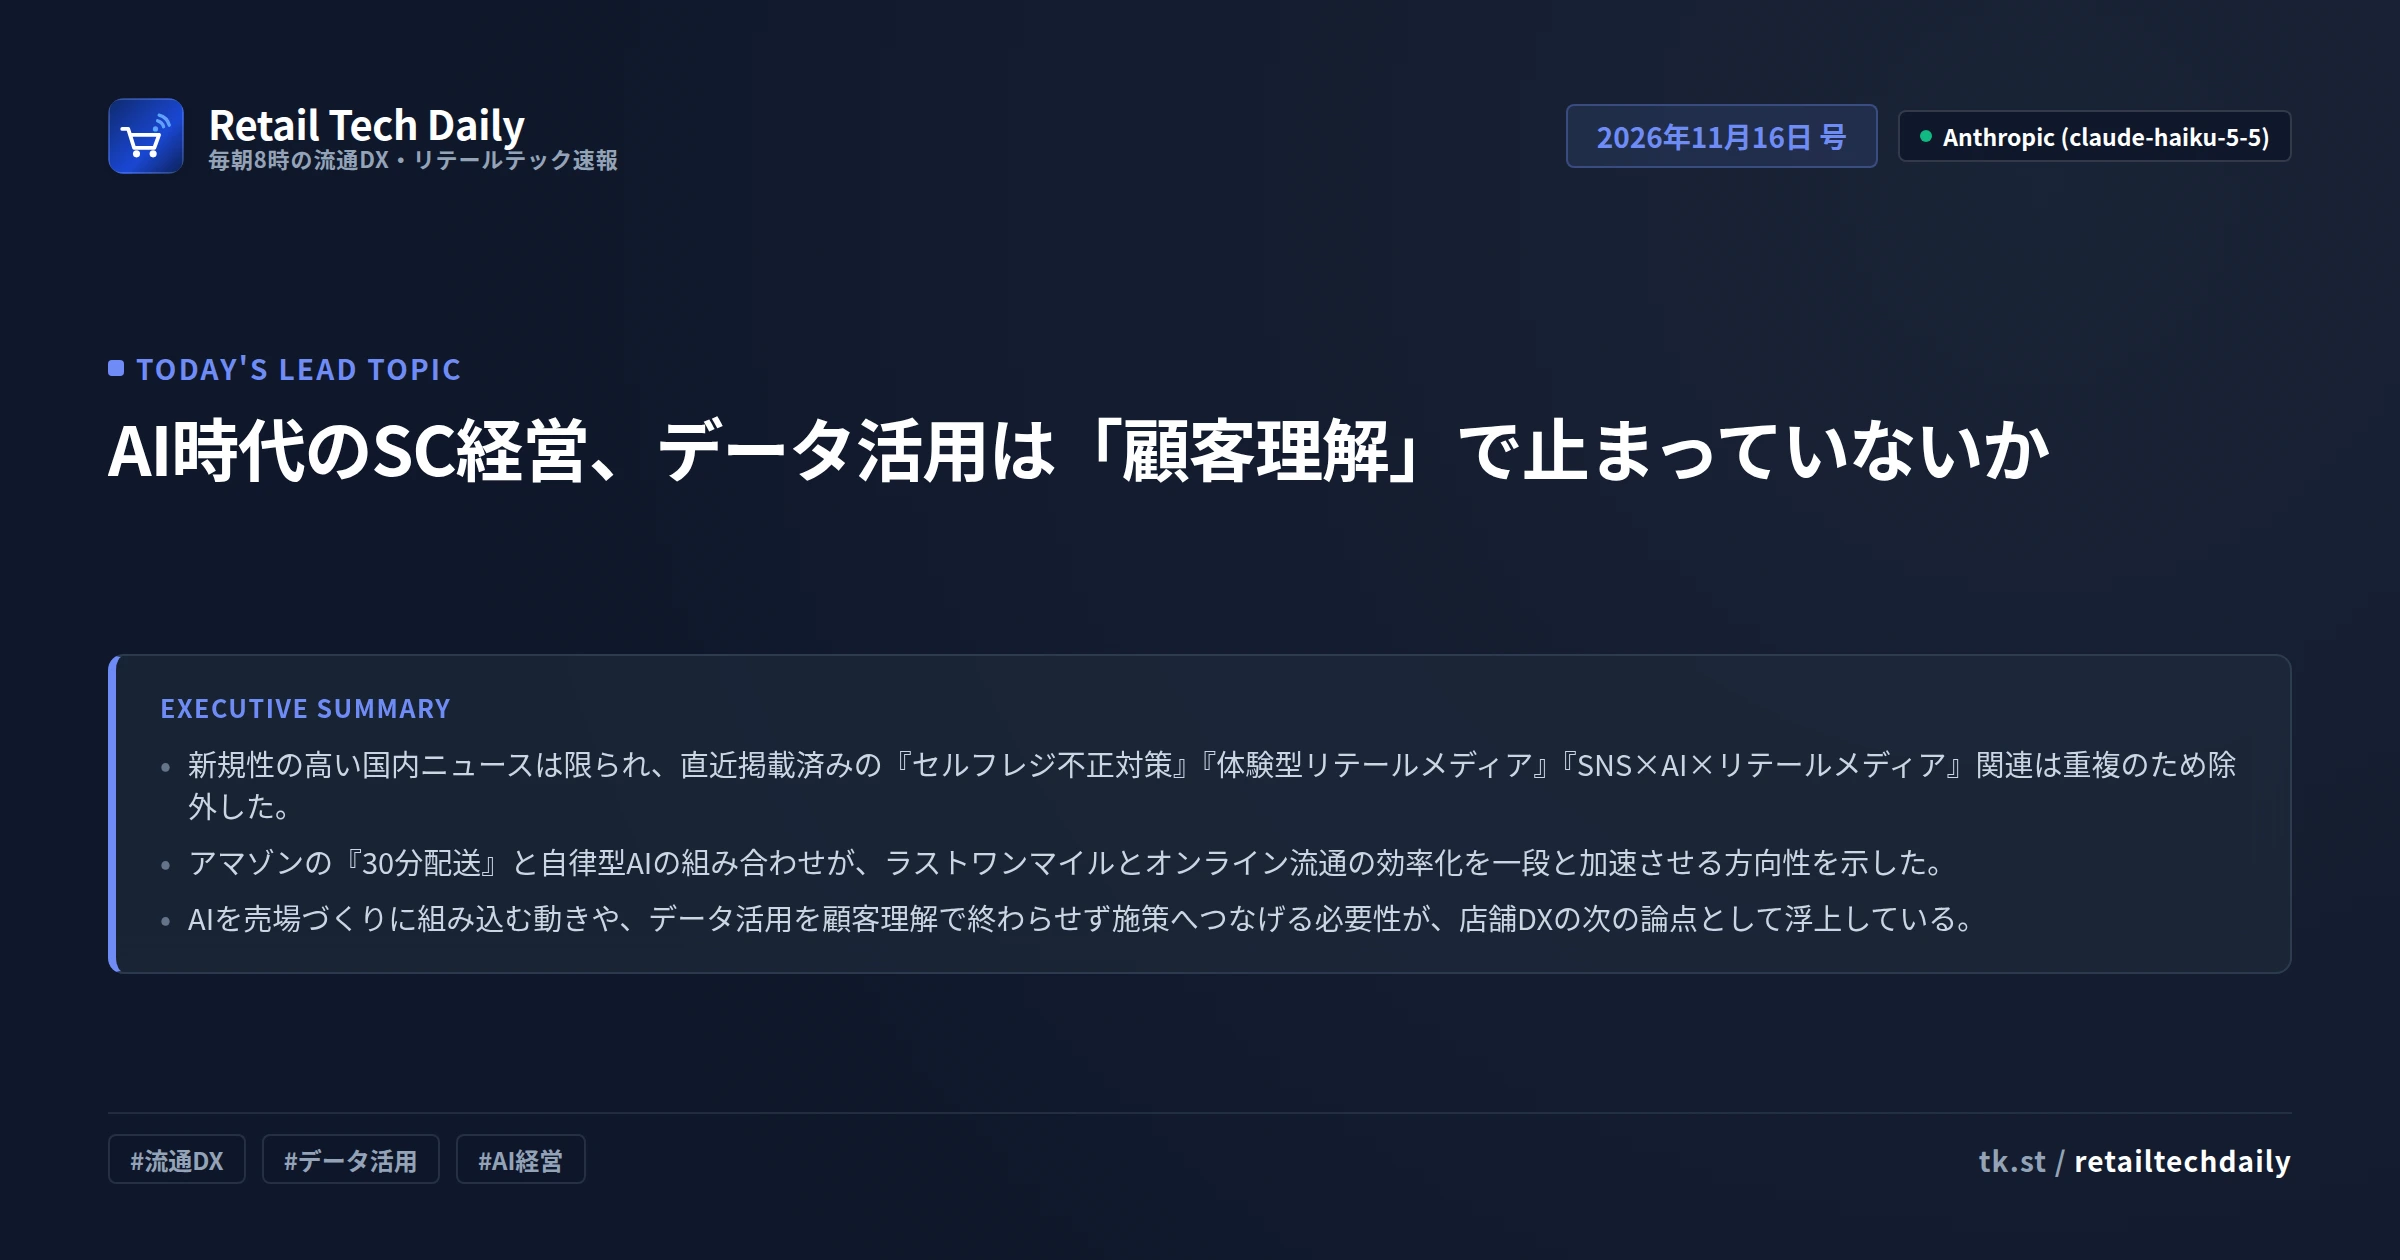 Retail Tech Daily
毎朝8時の流通DX・リテールテック速報
2026年11月16日 号
Anthropic (claude-haiku-5-5)
TODAY'S LEAD TOPIC
AI時代のSC経営、データ活用は「顧客理解」で止まっていないか
EXECUTIVE SUMMARY
• 新規性の高い国内ニュースは限られ、直近掲載済みの『セルフレジ不正対策』『体験型リテールメディア』『SNS×AI×リテールメディア』関連は重複のため除
外した。
• アマゾンの『30分配送』と自律型AIの組み合わせが、ラストワンマイルとオンライン流通の効率化を一段と加速させる方向性を示した。
• AIを売場づくりに組み込む動きや、データ活用を顧客理解で終わらせず施策へつなげる必要性が、店舗DXの次の論点として浮上している。
#流通DX
#データ活用
#AI経営
tk.st / retailtechdaily